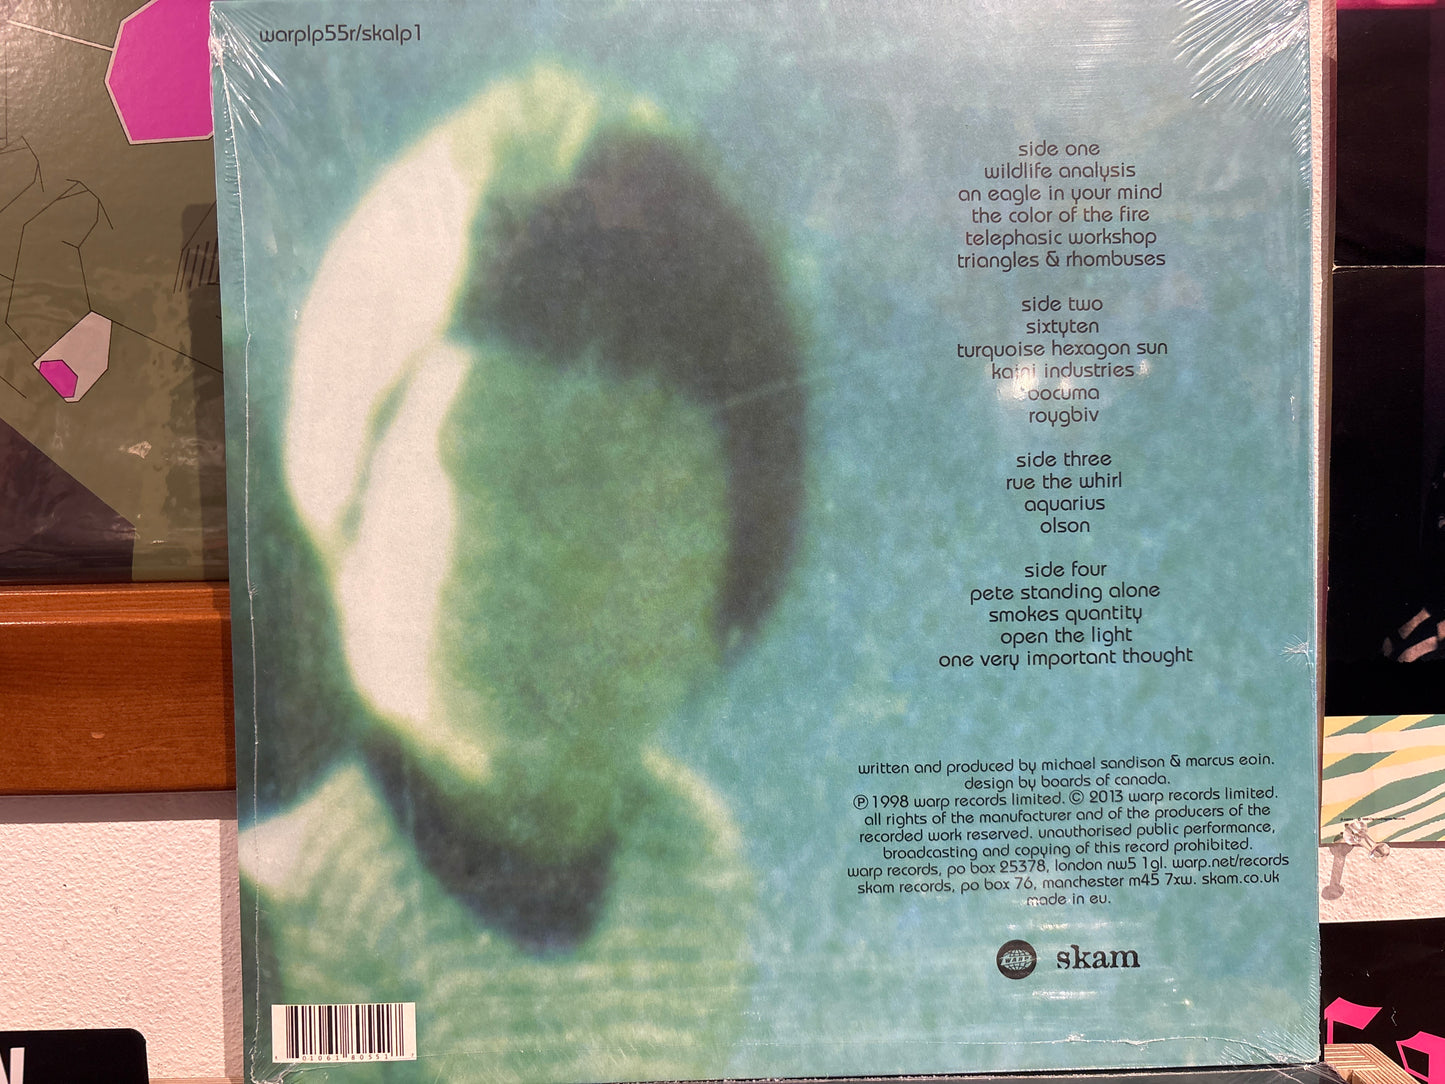 warplp55r/skalp1
side one
wildlife analysis
an eagle in your mind
the color of the fire
telephasic workshop
triangles & rhombuses
side two
sixtyten
turquoise hexagon sun
kaini industries
bocuma
roygbiv
side three
rue the whirl
aquarius
olson
side four
pete standing alone
smokes quantity
open the light
one very important thought
written and produced by michael sandison & marcus eoin.
design by boards of canada.
℗ 1998 warp records limited. © 2013 warp records limited.
all rights of the manufacturer and of the producers of the
recorded work reserved. unauthorised public performance,
broadcasting and copying of this record prohibited.
warp records, po box 25378, london nw5 1gl. warp.net/records
skam records, po box 76, manchester m45 7xw. skam.co.uk
made in eu.
WARP
skam
01061 80551
N